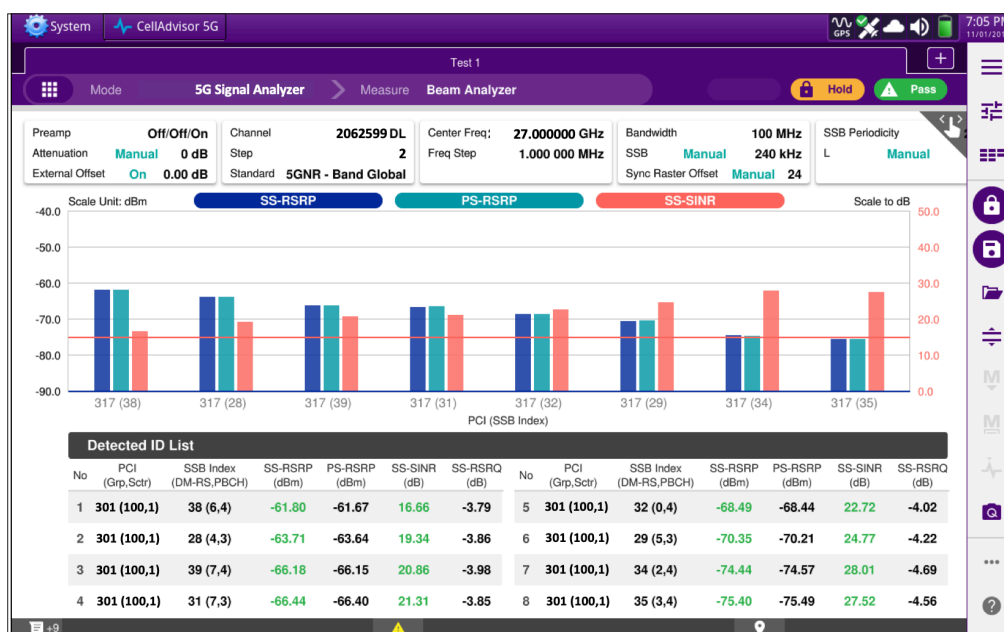 System CellAdvisor 5G GPS 7:05 PM
11/01/201
Test 1 +
Mode 5G Signal Analyzer Measure Beam Analyzer Hold Pass
Preamp Off/Off/On Channel 2062599 DL Center Freq: 27.000000 GHz Bandwidth 100 MHz SSB Periodicity
Attenuation Manual 0 dB Step 2 Freq Step 1.000 000 MHz SSB Manual 240 kHz L Manual
External Offset On 0.00 dB Standard 5GNR - Band Global Sync Raster Offset Manual 24
Scale Unit: dBm SS-RSRP PS-RSRP SS-SINR Scale to dB
-40.0 50.0
-50.0 40.0
-60.0 30.0
-70.0 20.0
-80.0 10.0
-90.0 0.0
317 (38) 317 (28) 317 (39) 317 (31) 317 (32) 317 (29) 317 (34) 317 (35)
PCI (SSB Index)
Detected ID List
No PCI SSB Index SS-RSRP PS-RSRP SS-SINR SS-RSRQ No PCI SSB Index SS-RSRP PS-RSRP SS-SINR SS-RSRQ
(Grp,Sctr) (DM-RS,PBCH) (dBm) (dBm) (dB) (dB) (Grp,Sctr) (DM-RS,PBCH) (dBm) (dBm) (dB) (dB)
1 301 (100,1) 38 (6,4) -61.80 -61.67 16.66 -3.79 5 301 (100,1) 32 (0,4) -68.49 -68.44 22.72 -4.02
2 301 (100,1) 28 (4,3) -63.71 -63.64 19.34 -3.86 6 301 (100,1) 29 (5,3) -70.35 -70.21 24.77 -4.22
3 301 (100,1) 39 (7,4) -66.18 -66.15 20.86 -3.98 7 301 (100,1) 34 (2,4) -74.44 -74.57 28.01 -4.69
4 301 (100,1) 31 (7,3) -66.44 -66.40 21.31 -3.85 8 301 (100,1) 35 (3,4) -75.40 -75.49 27.52 -4.56
+9